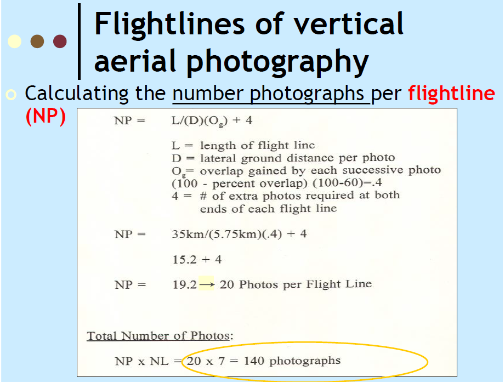 Flightlines of vertical
aerial photography
Calculating the number photographs per flightline
(NP)
NP = L/(D)(Og) + 4
L = length of flight line
D = lateral ground distance per photo
Og = overlap gained by each successive photo
(100 - percent overlap) (100-60)=.4
4 = # of extra photos required at both
ends of each flight line
NP = 35km/(5.75km)(.4) + 4
15.2 + 4
NP = 19.2 → 20 Photos per Flight Line
Total Number of Photos:
NP x NL = 20 x 7 = 140 photographs